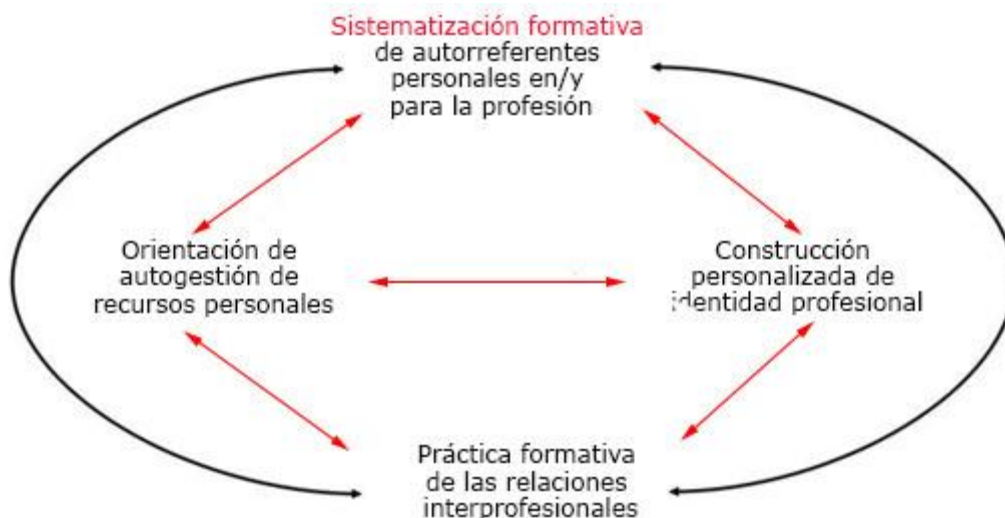 Sistematización formativa
de autorreferentes
personales en/y
para la profesión
Orientación de
autogestión de
recursos personales
Construcción
personalizada de
identidad profesional
Práctica formativa
de las relaciones
interprofesionales